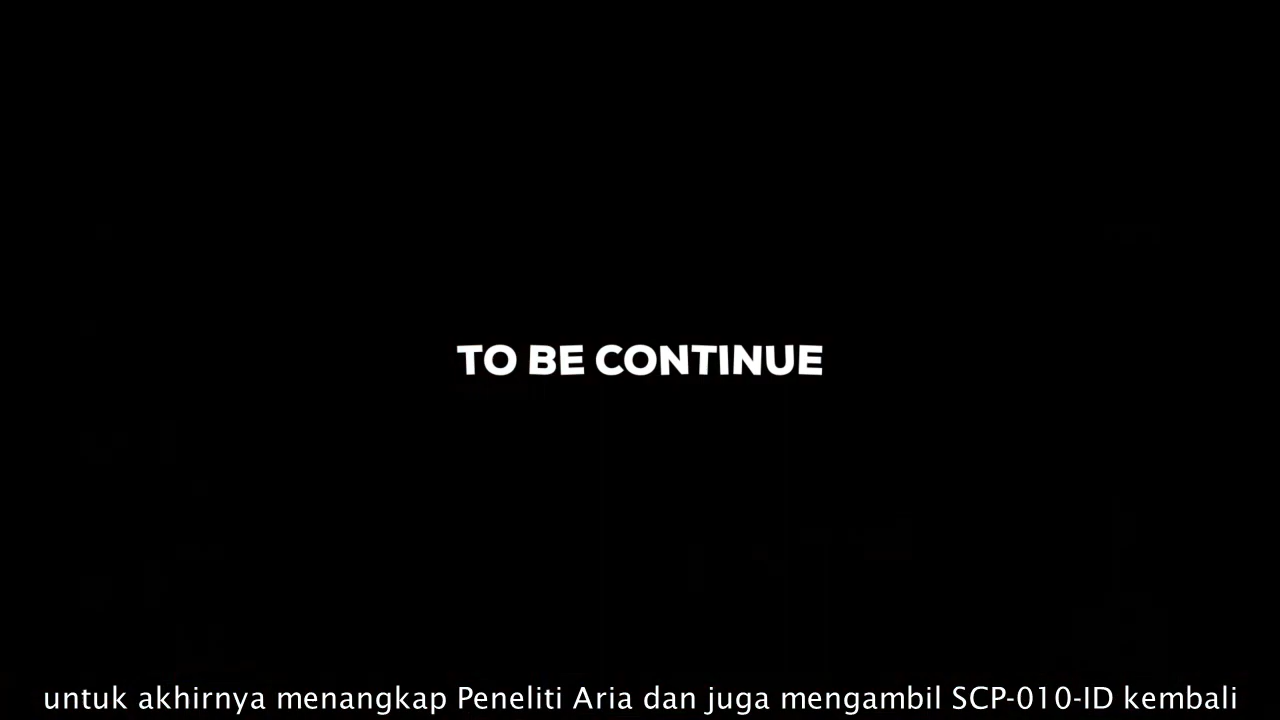 TO BE CONTINUE
untuk akhirnya menangkap Peneliti Aria dan juga mengambil SCP-010-ID kembali